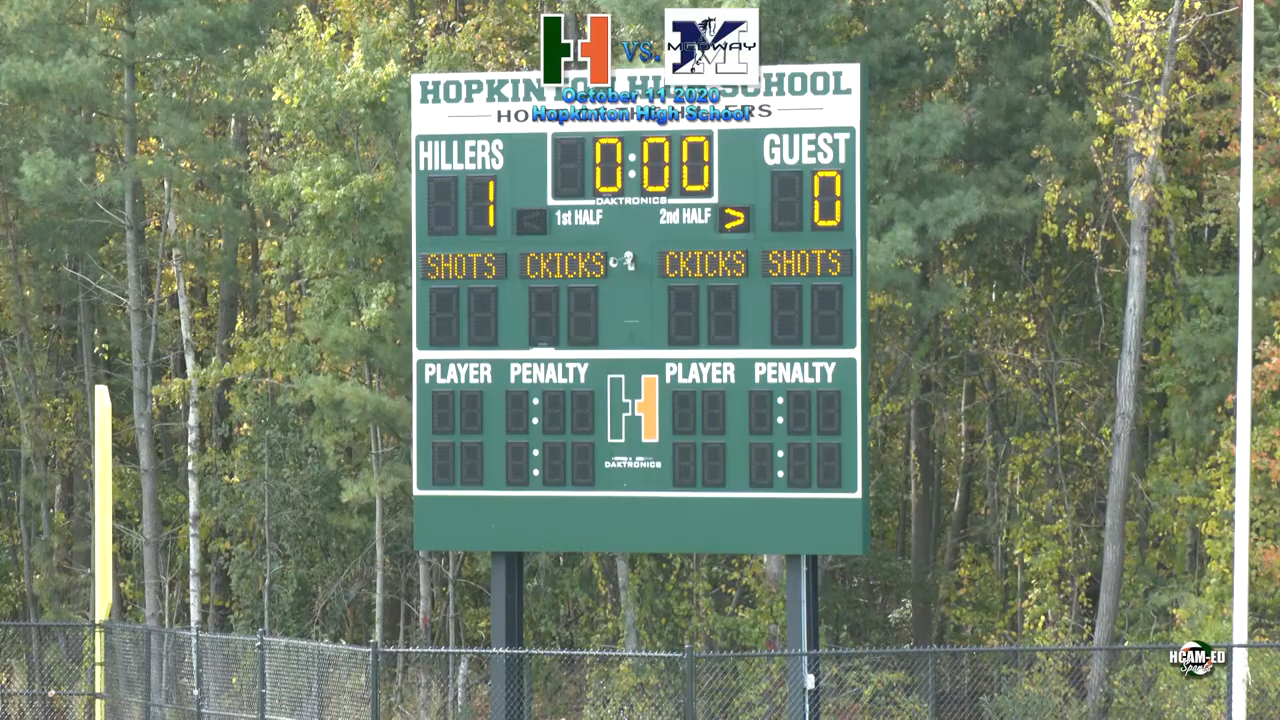 H vs. M MEDWAY
HOPKINTON HIGH SCHOOL
October 11 2020
Hopkinton High School
HILLERS 0:00 GUEST
DAKTRONICS
1 1st HALF 2nd HALF > 0
SHOTS CKICKS CKICKS SHOTS
PLAYER PENALTY H PLAYER PENALTY
DAKTRONICS
HCAM-ED
Sports